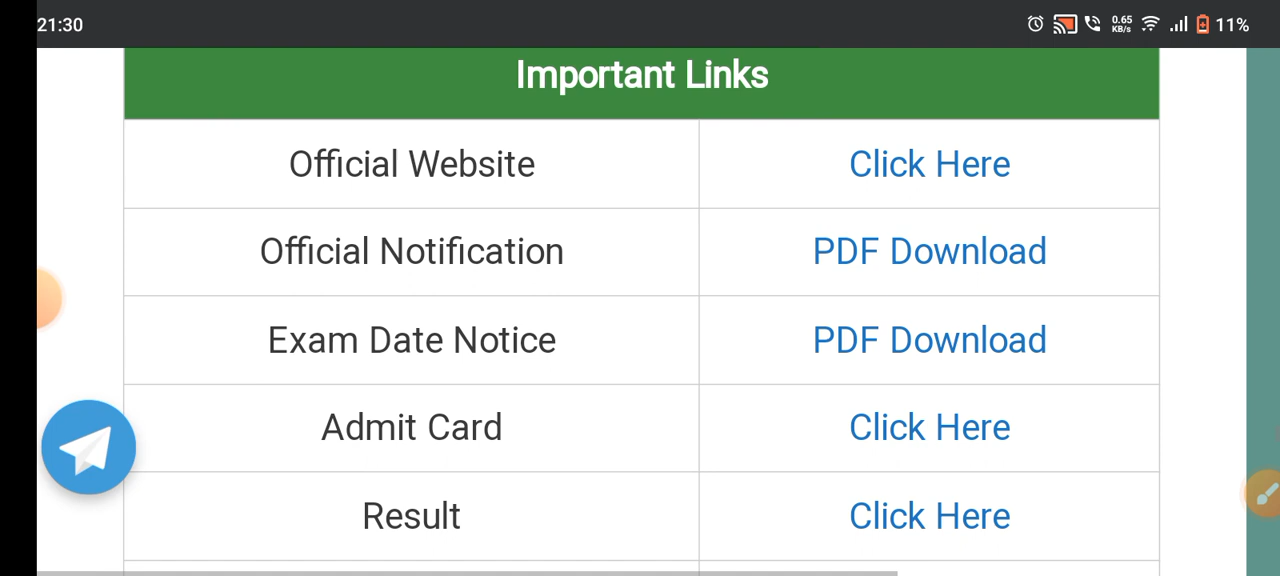 21:30
0.65
KB/s
11%
Important Links
Official Website
Click Here
Official Notification
PDF Download
Exam Date Notice
PDF Download
Admit Card
Click Here
Result
Click Here